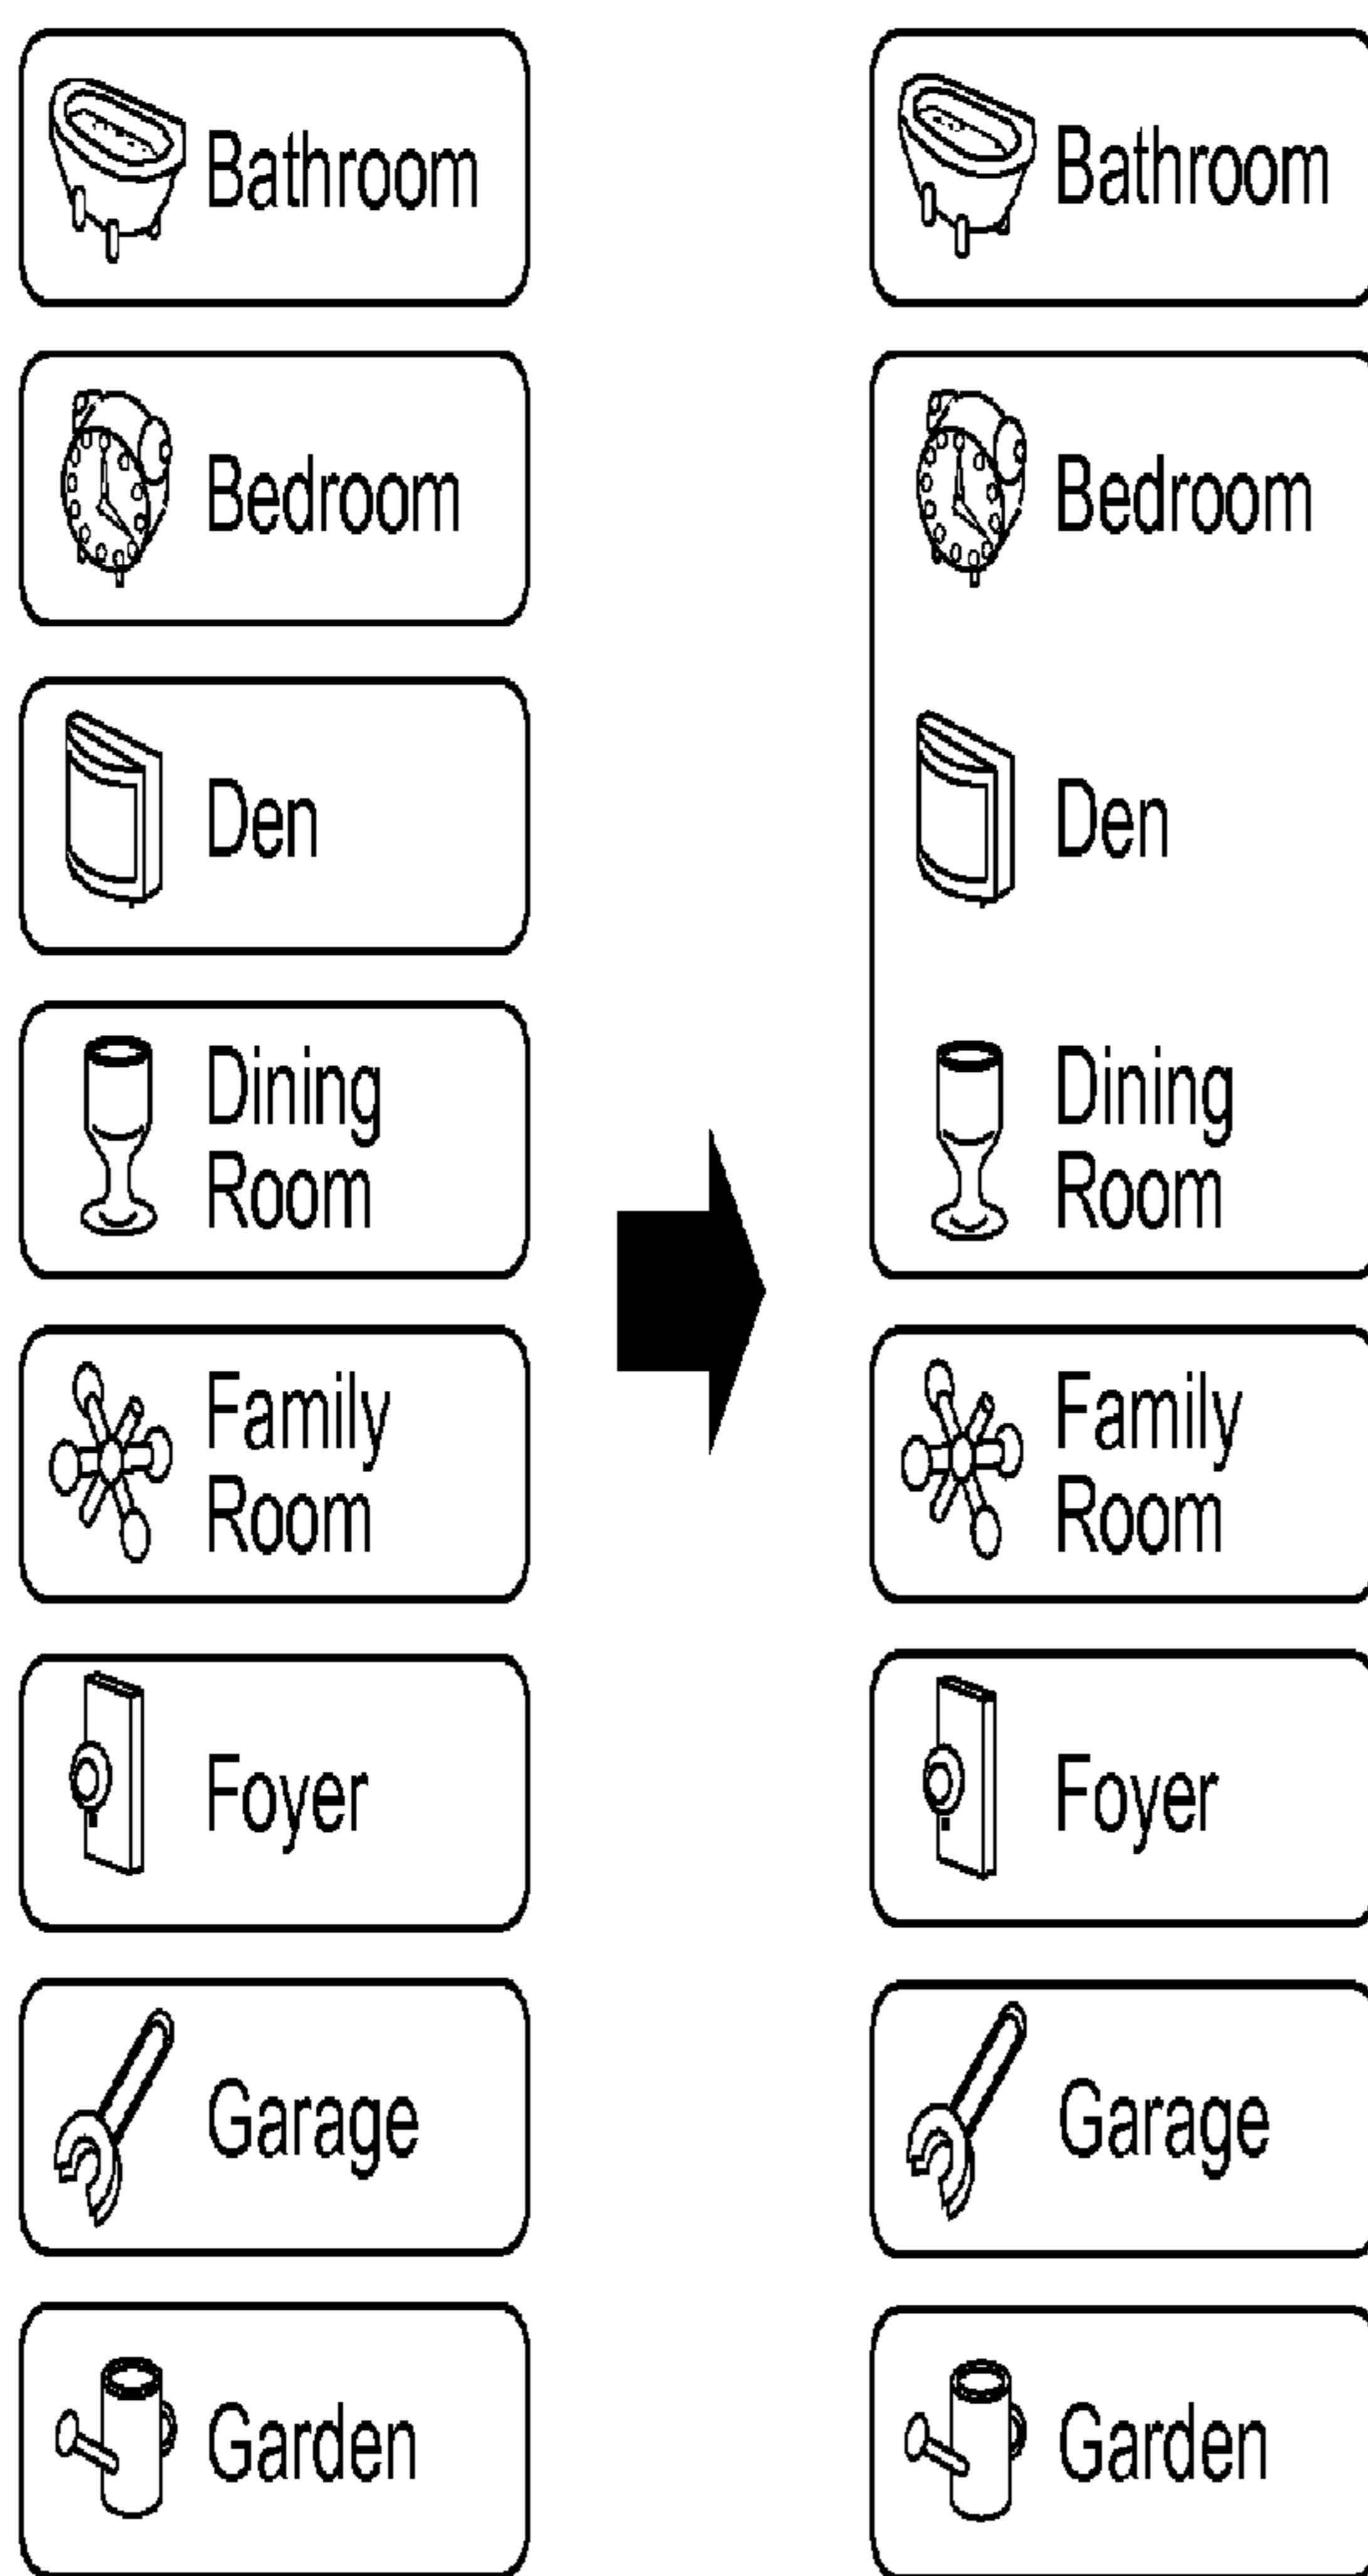 Bathroom
Bedroom
Den
Dining
Room
Family
Room
Foyer
Garage
Garden
Bathroom
Bedroom
Den
Dining
Room
Family
Room
Foyer
Garage
Garden